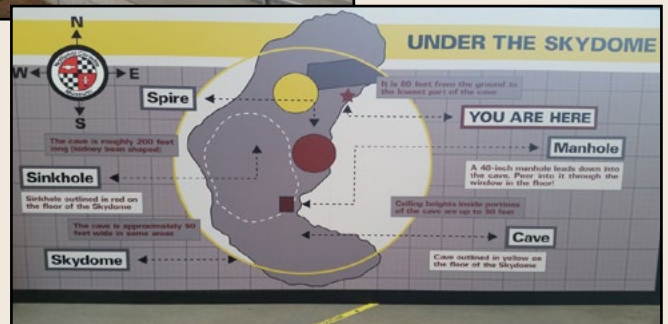 N
UNDER THE SKYDOME
W
E
S
Spire
It is 80 feet from the ground to
the lowest part of the cave
YOU ARE HERE
The cave is roughly 200 feet
long (kidney bean shaped)
Manhole
A 40-inch manhole leads down into
the cave. Peer into it through the
window in the floor!
Sinkhole
Sinkhole outlined in red on
the floor of the Skydome
Ceiling heights inside portions
of the cave are up to 30 feet
The cave is approximately 90
feet wide in some areas
Cave
Cave outlined in yellow on
the floor of the Skydome
Skydome